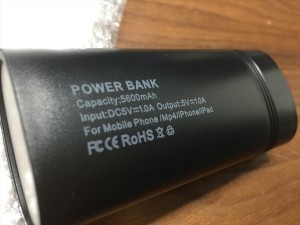 POWER BANK
Capacity:5600mAh
Input:DC5V⎓1.0A Output:5V⎓1.0A
For Mobile Phone /Mp4/iPhone/iPad
FC CE RoHS